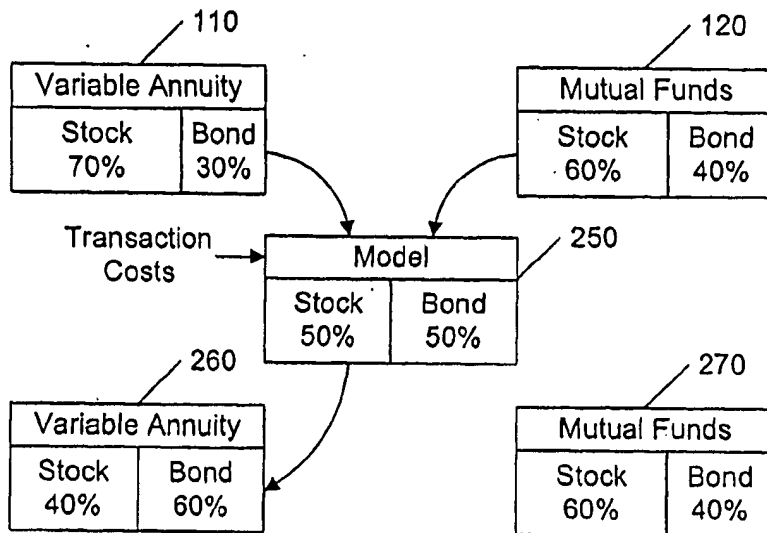 110
120
Variable Annuity
Mutual Funds
Stock
70%
Bond
30%
Stock
60%
Bond
40%
Transaction
Costs
250
Model
Stock
50%
Bond
50%
260
270
Variable Annuity
Mutual Funds
Stock
40%
Bond
60%
Stock
60%
Bond
40%